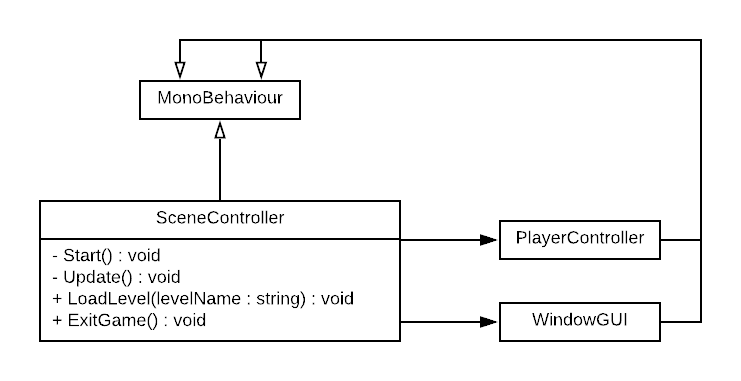 MonoBehaviour
SceneController
- Start() : void
- Update() : void
+ LoadLevel(levelName : string) : void
+ ExitGame() : void
PlayerController
WindowGUI